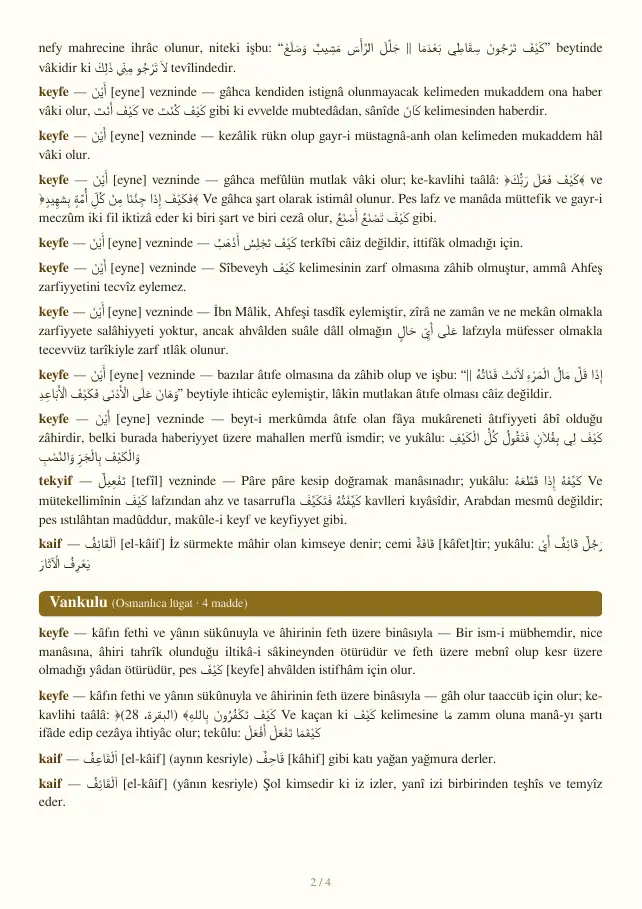 nefy mahrecine ihrâc olunur, niteki işbu: “كَيْفَ تَرْجُونَ سِقَاطِي بَعْدَمَا || جَلَّلَ الرَّأْسَ مَشِيبٌ وَصَلَعْ” beytinde
vâkidir ki لاَ تَرْجُو مِنِّي ذٰلِكَ tevîlindedir.
keyfe — أَيْنَ [eyne] vezninde — gâhca kendiden istignâ olunmayacak kelimeden mukaddem ona haber
vâki olur, كَيْفَ أَنْتَ ve كَيْفَ كُنْتَ gibi ki evvelde mubtedâdan, sânîde كَانَ kelimesinden haberdir.
keyfe — أَيْنَ [eyne] vezninde — kezâlik rükn olup gayr-i müstagnâ-anh olan kelimeden mukaddem hâl
vâki olur.
keyfe — أَيْنَ [eyne] vezninde — gâhca mefûlün mutlak vâki olur; ke-kavlihi taâlâ: ﴿كَيْفَ فَعَلَ رَبُّكَ﴾ ve
﴿فَكَيْفَ إِذَا جِئْنَا مِنْ كُلِّ أُمَّةٍ بِشَهِيدٍ﴾ Ve gâhca şart olarak istimâl olunur. Pes lafz ve manâda müttefik ve gayr-i
meczûm iki fil iktizâ eder ki biri şart ve biri cezâ olur, كَيْفَ تَصْنَعُ أَصْنَعُ gibi.
keyfe — أَيْنَ [eyne] vezninde — كَيْفَ تَجْلِسُ أَذْهَبُ terkîbi câiz değildir, ittifâk olmadığı için.
keyfe — أَيْنَ [eyne] vezninde — Sîbeveyh كَيْفَ kelimesinin zarf olmasına zâhib olmuştur, ammâ Ahfeş
zarfiyyetini tecvîz eylemez.
keyfe — أَيْنَ [eyne] vezninde — İbn Mâlik, Ahfeşi tasdîk eylemiştir, zîrâ ne zamân ve ne mekân olmakla
zarfiyyete salâhiyyeti yoktur, ancak ahvâlden suâle dâll olmağın عَلَى أَيِّ حَالٍ lafzıyla müfesser olmakla
tecevvüz tarîkiyle zarf ıtlâk olunur.
keyfe — أَيْنَ [eyne] vezninde — bazılar âtıfe olmasına da zâhib olup ve işbu: “إِذَا قَلَّ مَالُ الْمَرْءِ لاَنَتْ قَنَاتُهُ ||
وَهَانَ عَلَى الْأَدْنَى فَكَيْفَ الْأَبَاعِدِ” beytiyle ihticâc eylemiştir, lâkin mutlakan âtıfe olması câiz değildir.
keyfe — أَيْنَ [eyne] vezninde — beyt-i merkûmda âtıfe olan fâya mukâreneti âtıfiyyeti âbî olduğu
zâhirdir, belki burada haberiyyet üzere mahallen merfû ismdir; ve yukâlu: كَيْفَ لِي بِفُلاَنٍ فَتَقُولُ كُلُّ الْكَيْفِ
وَالْكَيْفِ بِالْجَرِّ وَالنَّصْبِ
tekyif — تَفْعِيلٌ [tefîl] vezninde — Pâre pâre kesip doğramak manâsınadır; yukâlu: كَيَّفَهُ إِذَا قَطَّعَهُ Ve
mütekelliminîn كَيْفَ lafzından ahz ve tasarrufla كَيَّفْتُهُ فَتَكَيَّفَ kavlleri kıyâsîdir, Arabdan mesmû değildir;
pes ıstılâhtan madûddur, makûle-i keyf ve keyfiyyet gibi.
kaif — اَلْقَائِفُ [el-kâif] İz sürmekte mâhir olan kimseye denir; cemi قَافَةٌ [kâfet]tir; yukâlu: رَجُلٌ قَائِفٌ أَيْ
يَعْرِفُ الْآثَارَ
Vankulu (Osmanlıca lügat · 4 madde)
keyfe — kâfın fethi ve yânın sükûnuyla ve âhirinin feth üzere binâsıyla — Bir ism-i mübhemdir, nice
manâsına, âhiri tahrîk olunduğu iltikâ-i sâkineynden ötürüdür ve feth üzere mebnî olup kesr üzere
olmadığı yâdan ötürüdür, pes كَيْفَ [keyfe] ahvâlden istifhâm için olur.
keyfe — kâfın fethi ve yânın sükûnuyla ve âhirinin feth üzere binâsıyla — gâh olur taaccüb için olur; ke-
kavlihi taâlâ: ﴿كَيْفَ تَكْفُرُونَ بِاللهِ﴾ (البقرة، 28) Ve kaçan ki كَيْفَ kelimesine مَا zamm oluna manâ-yı şartı
ifâde edip cezâya ihtiyâc olur; tekûlu: كَيْفَمَا تَفْعَلْ أَفْعَلْ
kaif — اَلْقَاعِفُ [el-kâif] (aynın kesriyle) قَاحِفٌ [kâhif] gibi katı yağan yağmura derler.
kaif — اَلْقَائِفُ [el-kâif] (yânın kesriyle) Şol kimsedir ki iz izler, yanî izi birbirinden teşhîs ve temyîz
eder.
2 / 4